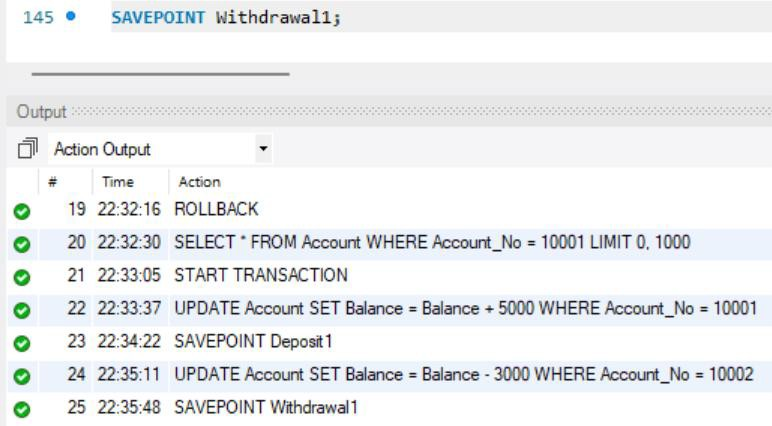 145 SAVEPOINT Withdrawal1;
Output
Action Output
# Time Action
19 22:32:16 ROLLBACK
20 22:32:30 SELECT * FROM Account WHERE Account_No = 10001 LIMIT 0, 1000
21 22:33:05 START TRANSACTION
22 22:33:37 UPDATE Account SET Balance = Balance + 5000 WHERE Account_No = 10001
23 22:34:22 SAVEPOINT Deposit1
24 22:35:11 UPDATE Account SET Balance = Balance - 3000 WHERE Account_No = 10002
25 22:35:48 SAVEPOINT Withdrawal1